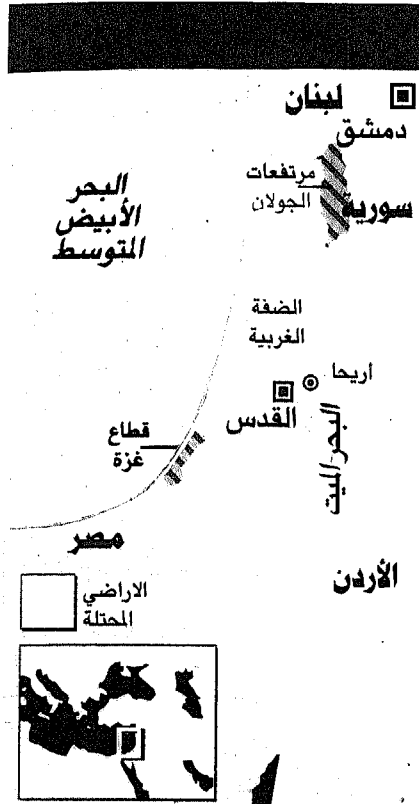 لبنان
دمشق
مرتفعات
الجولان
سورية
البحر
الأبيض
المتوسط
الضفة
الغربية
اريحا
القدس
البحر الميت
قطاع
غزة
مصر
الأردن
الاراضي
المحتلة